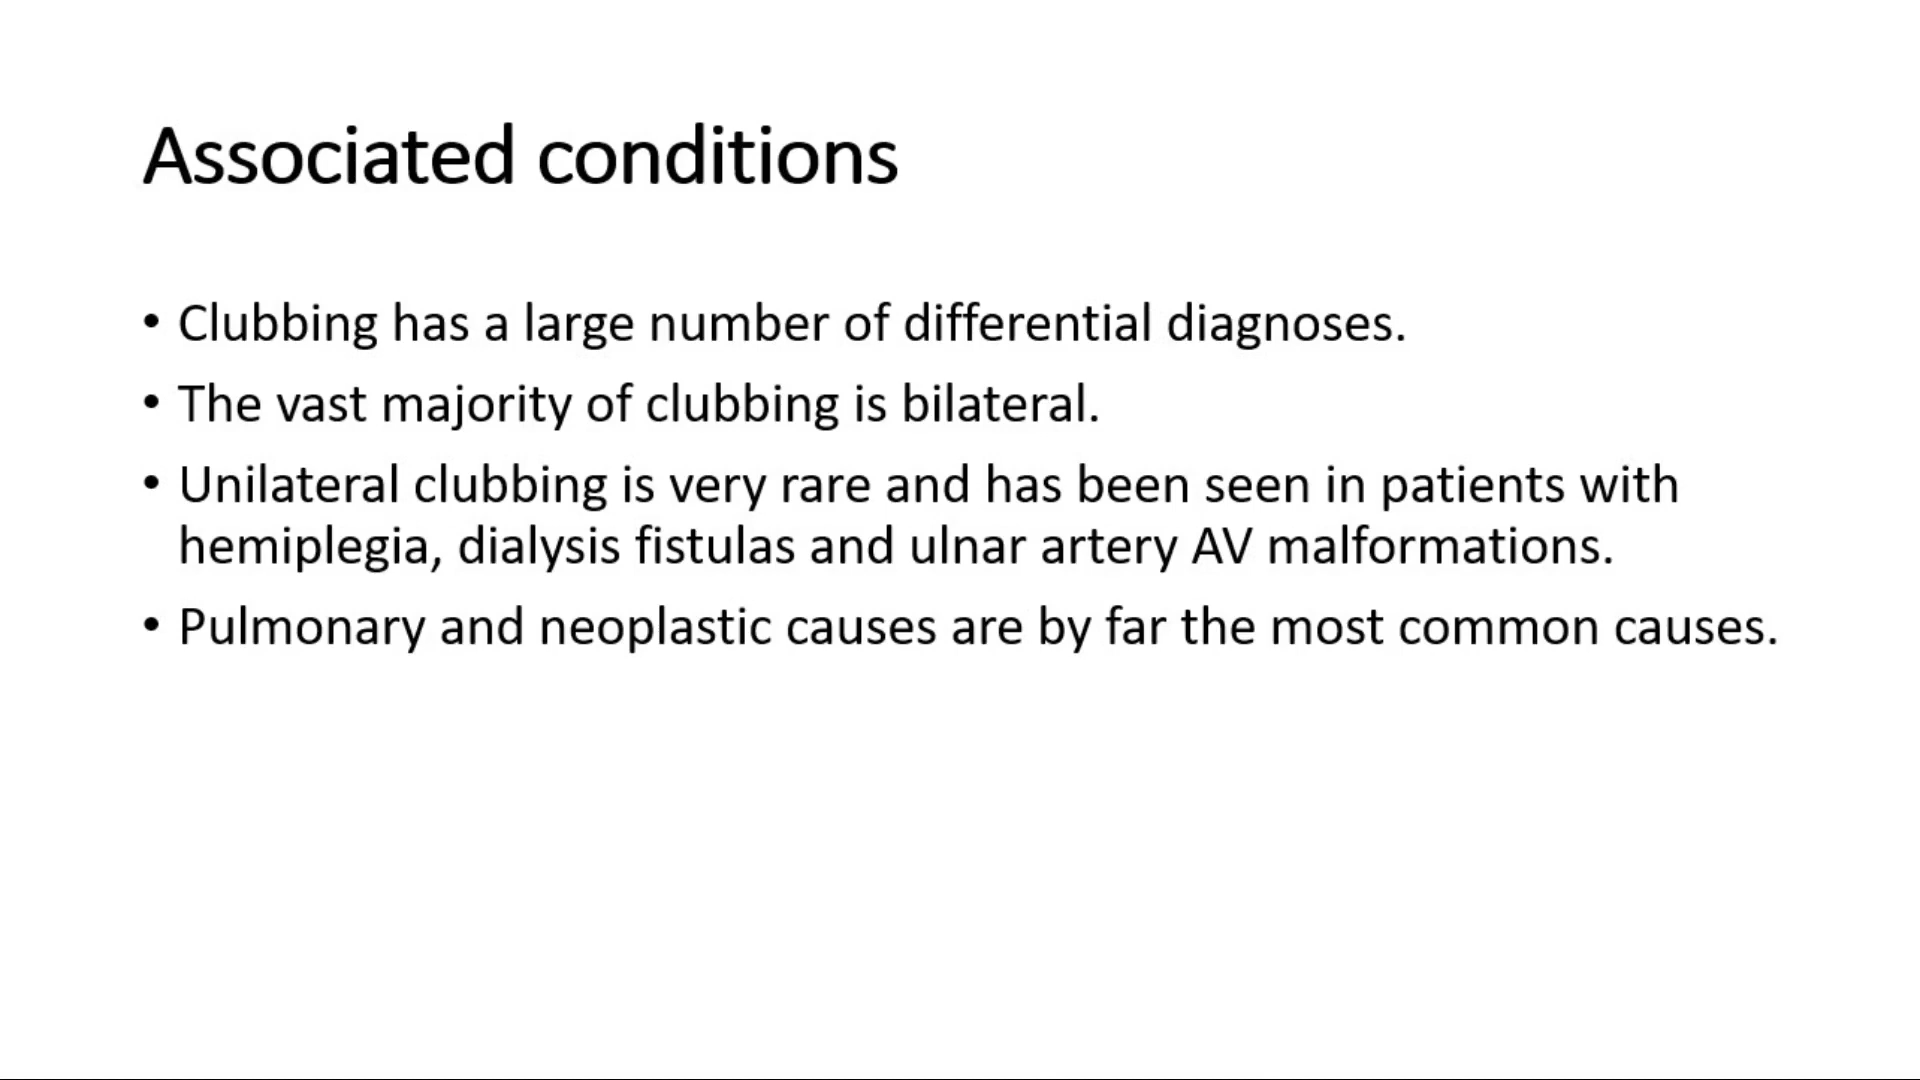 Associated conditions
• Clubbing has a large number of differential diagnoses.
• The vast majority of clubbing is bilateral.
• Unilateral clubbing is very rare and has been seen in patients with
hemiplegia, dialysis fistulas and ulnar artery AV malformations.
• Pulmonary and neoplastic causes are by far the most common causes.